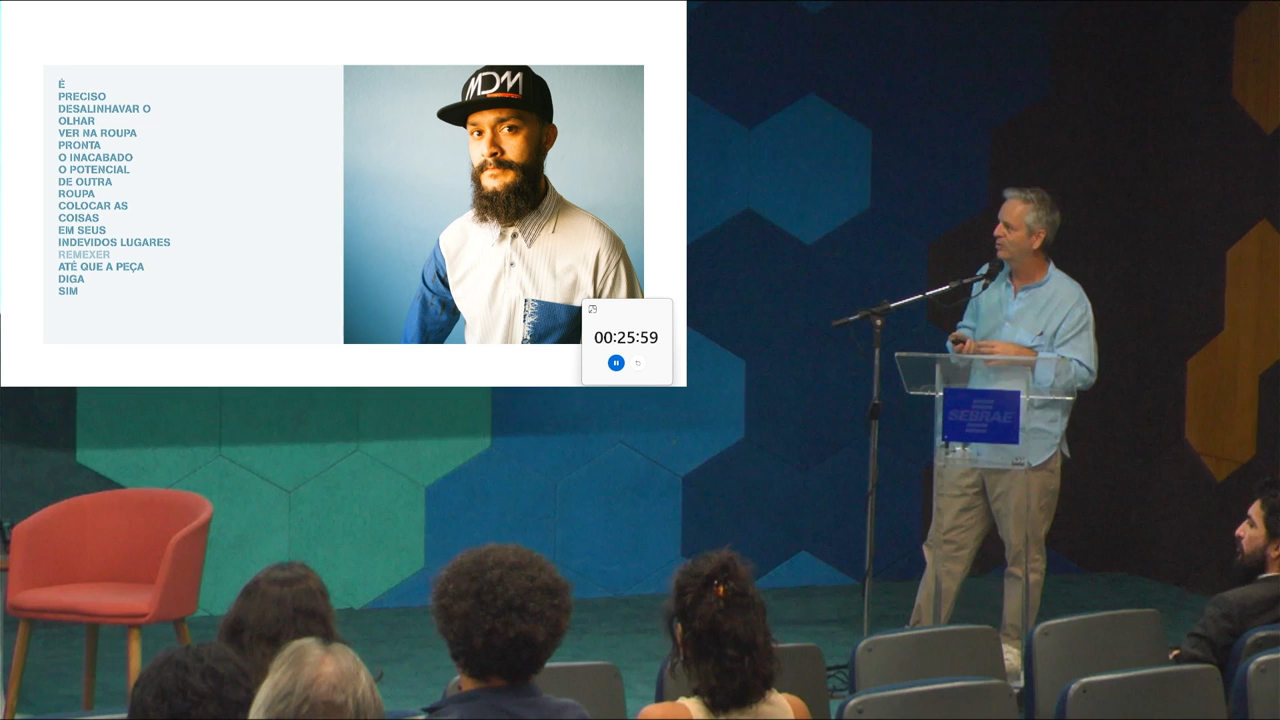 É
PRECISO
DESALINHAVAR O
OLHAR
VER NA ROUPA
PRONTA
O INACABADO
O POTENCIAL
DE OUTRA
ROUPA
COLOCAR AS
COISAS
EM SEUS
INDEVIDOS LUGARES
REMEXER
ATÉ QUE A PEÇA
DIGA
SIM
MDM
00:25:59
SEBRAE